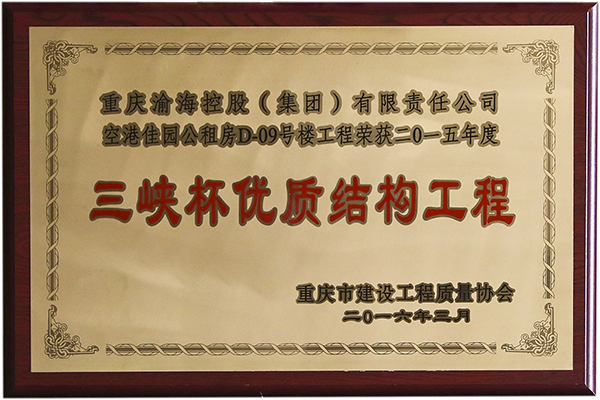 重庆渝海控股（集团）有限责任公司
空港佳园公租房D-09号楼工程荣获二0一五年度
三峡杯优质结构工程
重庆市建设工程质量协会
二0一六年三月